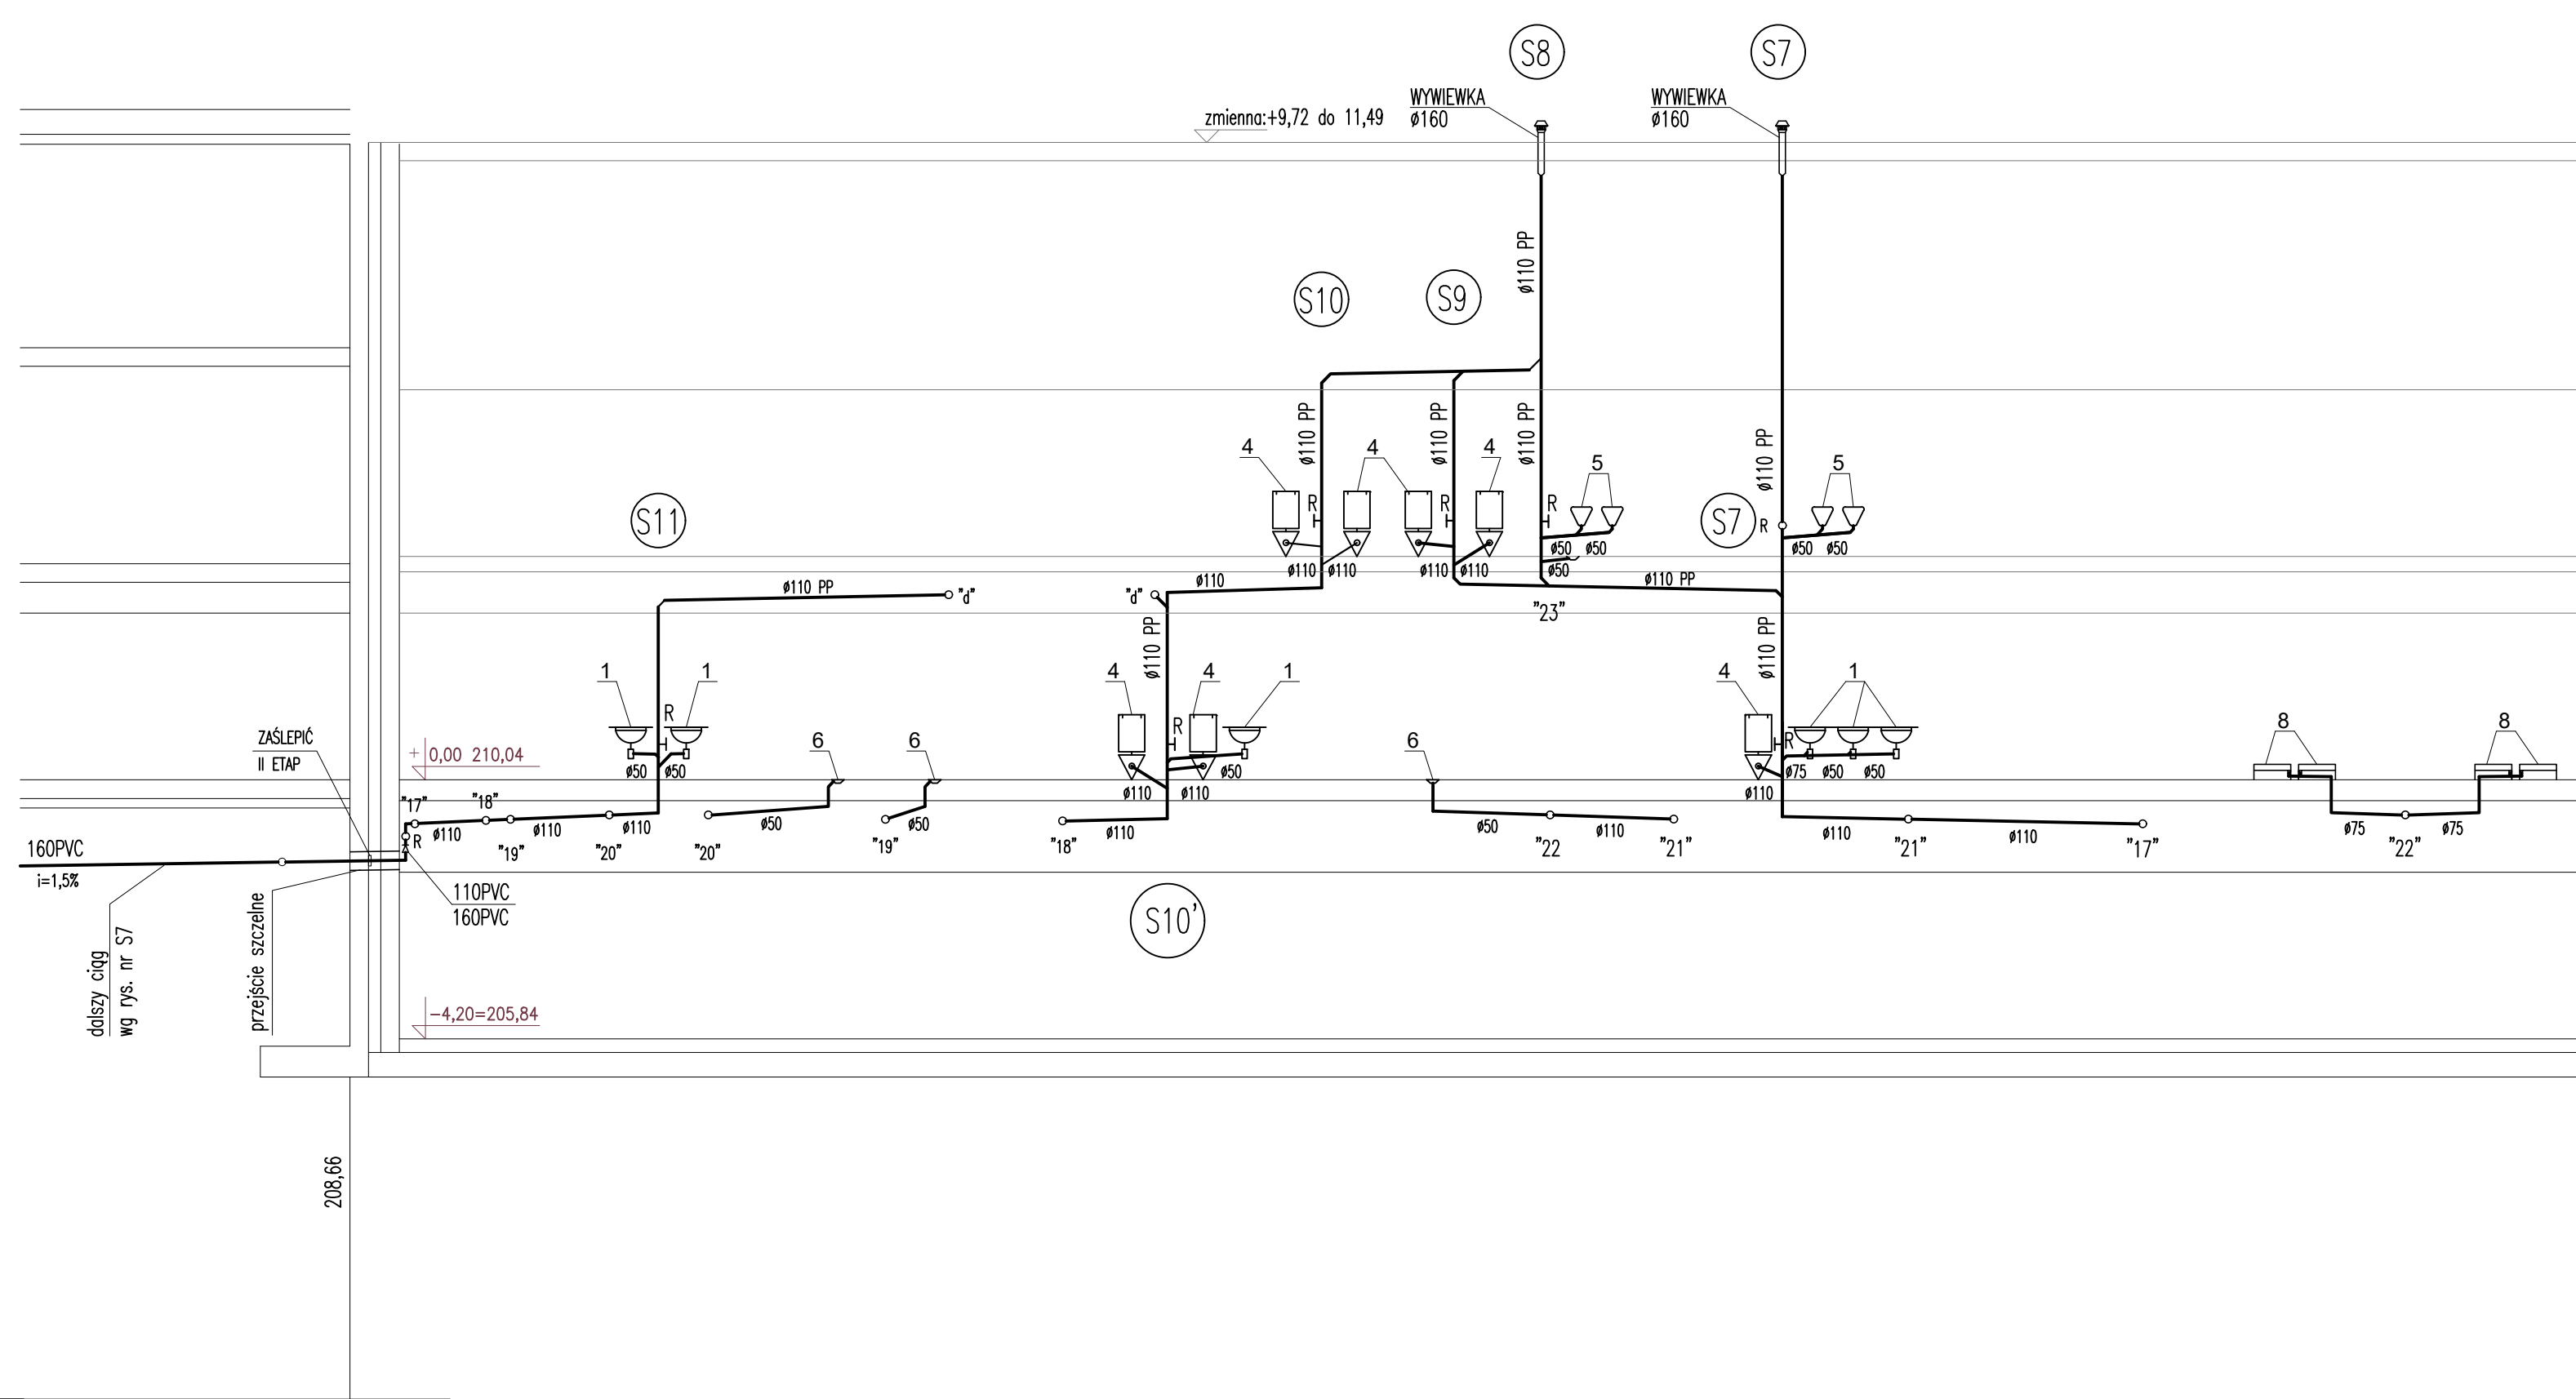 S8
S7
WYWIEWKA
ø160
WYWIEWKA
ø160
zmienna:+9,72 do 11,49
ø110 PP
S10
S9
ø110 PP
ø110 PP
ø110 PP
ø110 PP
4
4
4
5
5
S11
R
R
R
S7
R
ø50 ø50
ø50 ø50
ø110 ø110
ø110 ø110
ø50
ø110 PP
"d"
"d"
ø110
ø110 PP
"23"
ø110 PP
ø110 PP
1
1
4
4
1
4
1
R
R
R
8
8
ZAŚLEPIĆ
II ETAP
+ 0,00 210,04
6
6
6
ø50 ø50
ø50
ø75 ø50 ø50
ø110 ø110
ø110
"17"
"18"
R
ø110
"19"
ø110
"20"
ø110
"20"
ø50
"19"
ø50
"18"
ø110
ø50
"22
ø110
"21"
ø110
"21"
ø110
"17"
ø75
"22"
ø75
160PVC
i=1,5%
110PVC
160PVC
S10'
dalszy ciąg
wg rys. nr S7
przejście szczelne
-4,20=205,84
208,66